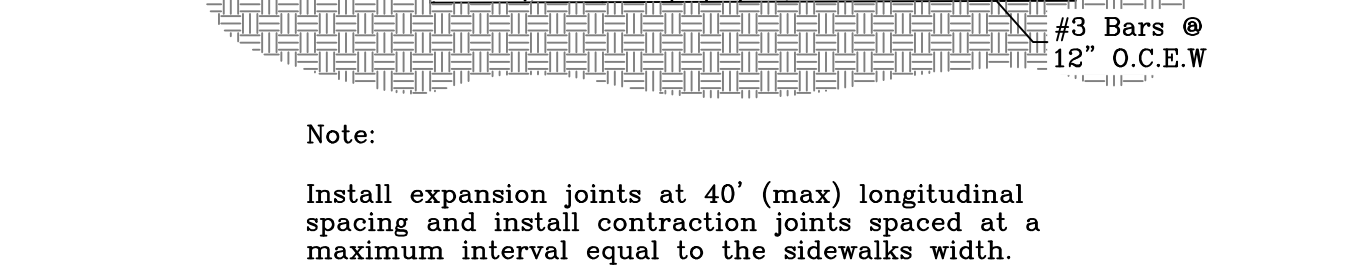 #3 Bars @
12" O.C.E.W
Note:
Install expansion joints at 40' (max) longitudinal
spacing and install contraction joints spaced at a
maximum interval equal to the sidewalks width.